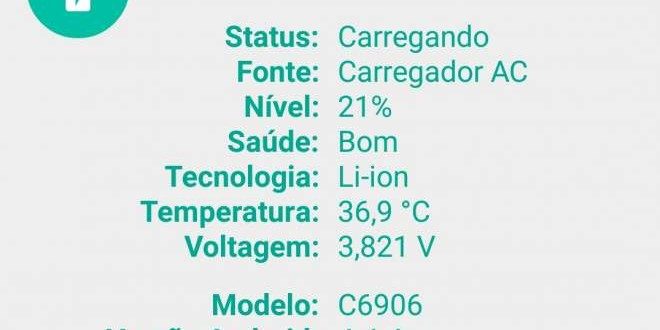 Status: Carregando
Fonte: Carregador AC
Nível: 21%
Saúde: Bom
Tecnologia: Li-ion
Temperatura: 36,9 °C
Voltagem: 3,821 V
Modelo: C6906